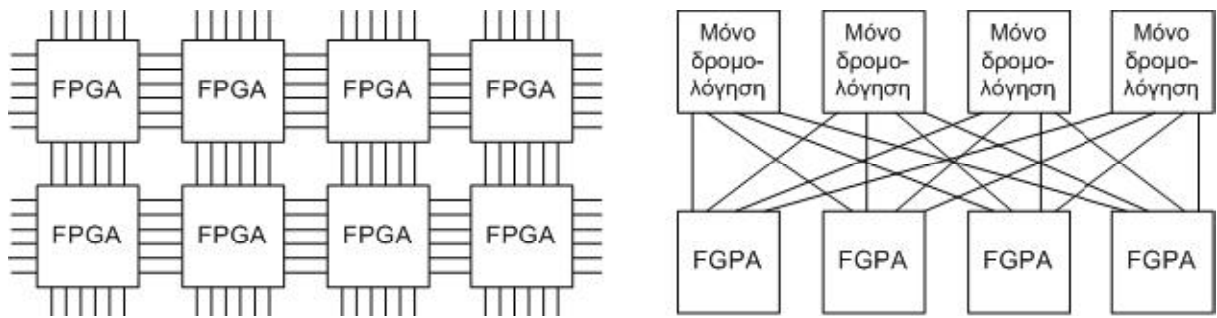 FPGA FPGA FPGA FPGA
FPGA FPGA FPGA FPGA
Μόνο Μόνο Μόνο Μόνο
δρομο- δρομο- δρομο- δρομο-
λόγηση λόγηση λόγηση λόγηση
FGPA FGPA FGPA FGPA